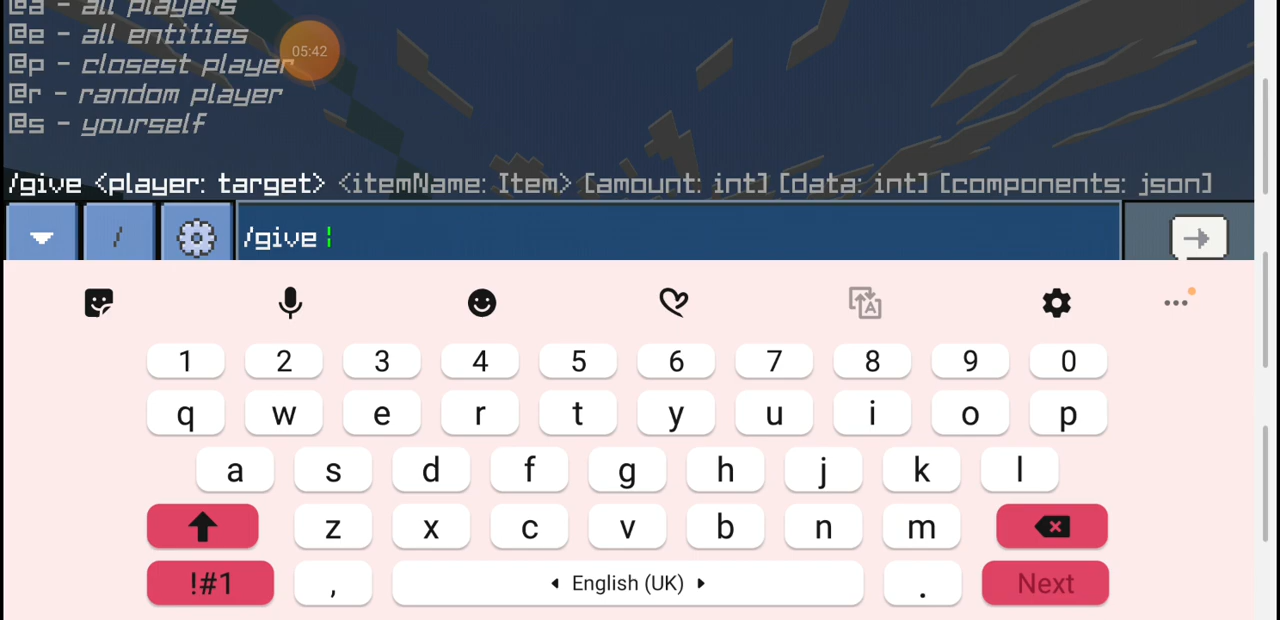 @a - all players
@e - all entities
@p - closest player
@r - random player
@s - yourself
05:42
/give <player: target> <itemName: Item> [amount: int] [data: int] [components: json]
/
/give
A
1 2 3 4 5 6 7 8 9 0
q w e r t y u i o p
a s d f g h j k l
z x c v b n m
!#1 , English (UK) . Next